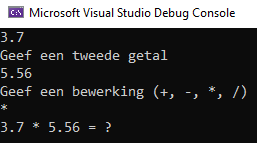 Microsoft Visual Studio Debug Console
3.7
Geef een tweede getal
5.56
Geef een bewerking (+, -, *, /)
*
3.7 * 5.56 = ?